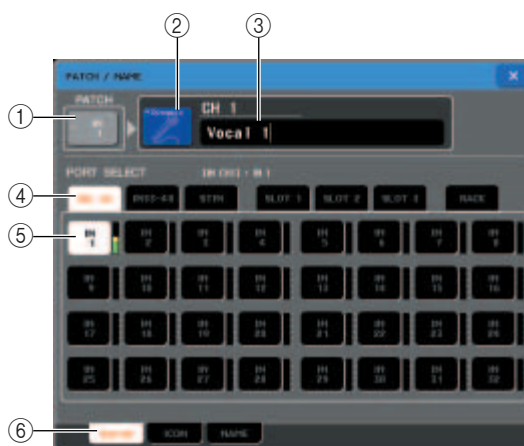 ② ③
PATCH / NAME
PATCH
① IN 1
CH 1
Vocal 1
PORT SELECT
④ IN33-48 STIN SLOT 1 SLOT 2 SLOT 3 RACK
⑤ IN 1 IN 2 IN 3 IN 4 IN 5 IN 6 IN 7 IN 8
IN 9 IN 10 IN 11 IN 12 IN 13 IN 14 IN 15 IN 16
IN 17 IN 18 IN 19 IN 20 IN 21 IN 22 IN 23 IN 24
IN 25 IN 26 IN 27 IN 28 IN 29 IN 30 IN 31 IN 32
⑥ ICON NAME